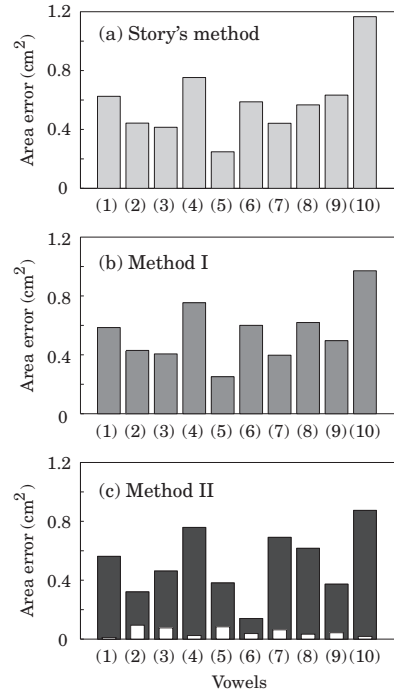 1.2
(a) Story's method
0.8
0.4
0
Area error (cm²)
(1) (2) (3) (4) (5) (6) (7) (8) (9) (10)
1.2
(b) Method I
0.8
0.4
0
Area error (cm²)
(1) (2) (3) (4) (5) (6) (7) (8) (9) (10)
1.2
(c) Method II
0.8
0.4
0
Area error (cm²)
(1) (2) (3) (4) (5) (6) (7) (8) (9) (10)
Vowels